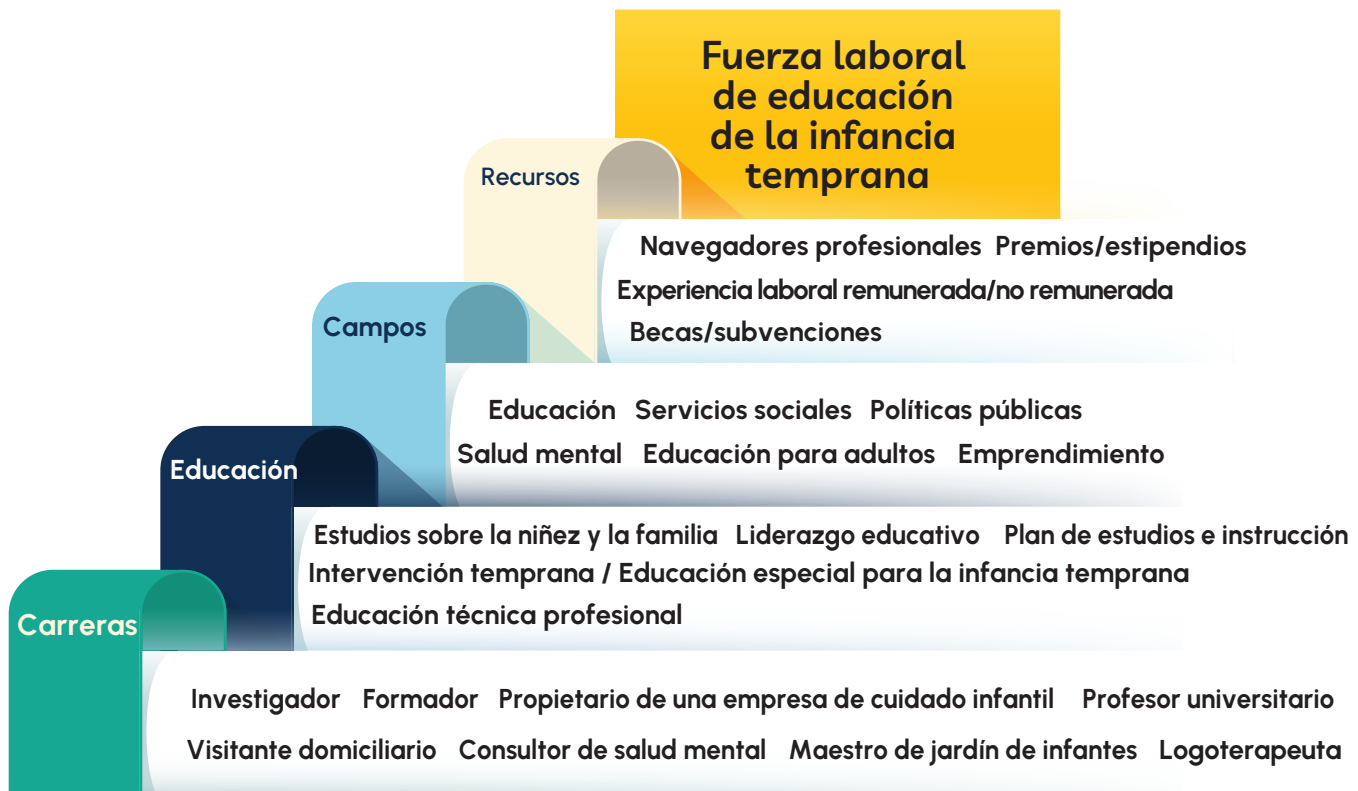 Fuerza laboral
de educación
de la infancia
temprana
Recursos
Navegadores profesionales Premios/estipendios
Experiencia laboral remunerada/no remunerada
Becas/subvenciones
Campos
Educación Servicios sociales Políticas públicas
Salud mental Educación para adultos Emprendimiento
Educación
Estudios sobre la niñez y la familia Liderazgo educativo Plan de estudios e instrucción
Intervención temprana / Educación especial para la infancia temprana
Educación técnica profesional
Carreras
Investigador Formador Propietario de una empresa de cuidado infantil Profesor universitario
Visitante domiciliario Consultor de salud mental Maestro de jardín de infantes Logoterapeuta